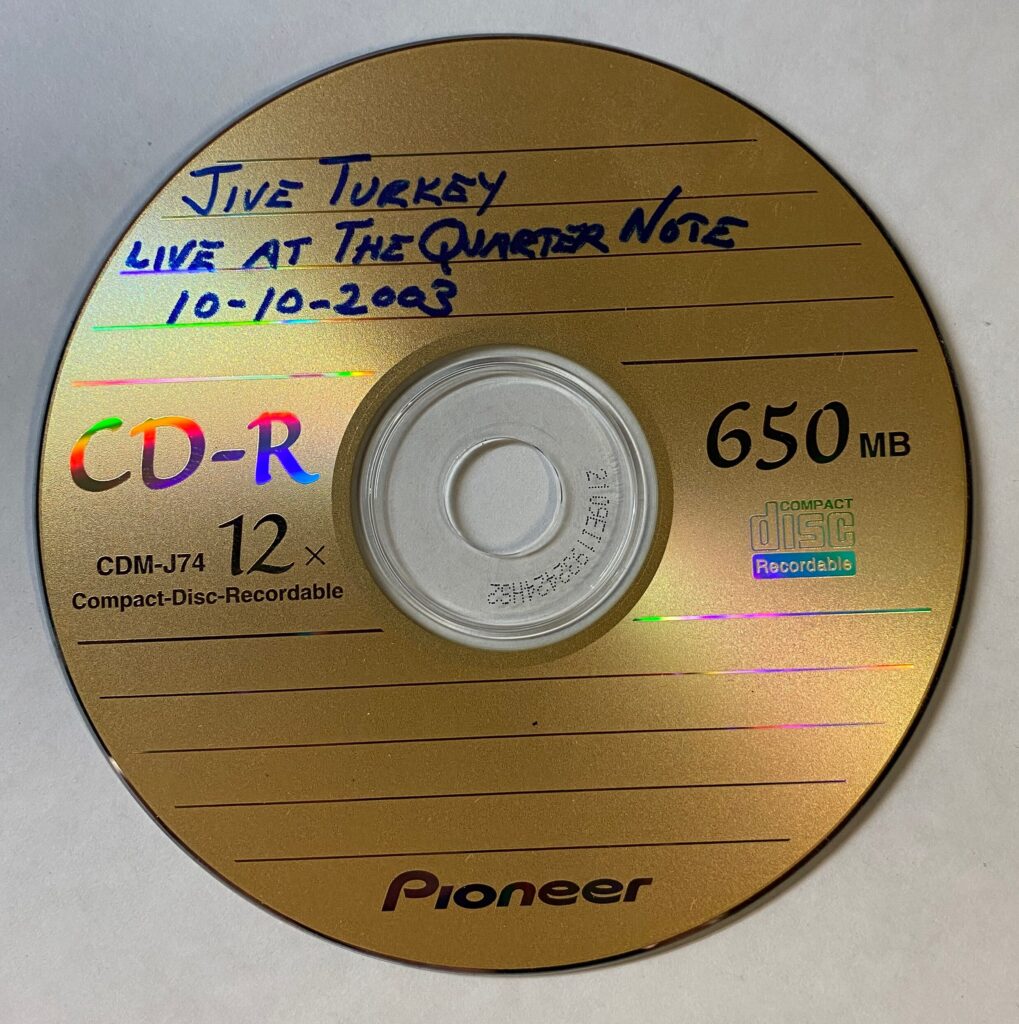 JIVE TURKEY
LIVE AT THE QUARTER NOTE
10-10-2003
CD-R
650 MB
CDM-J74 12×
Compact-Disc-Recordable
COMPACT
disc
Recordable
Pioneer